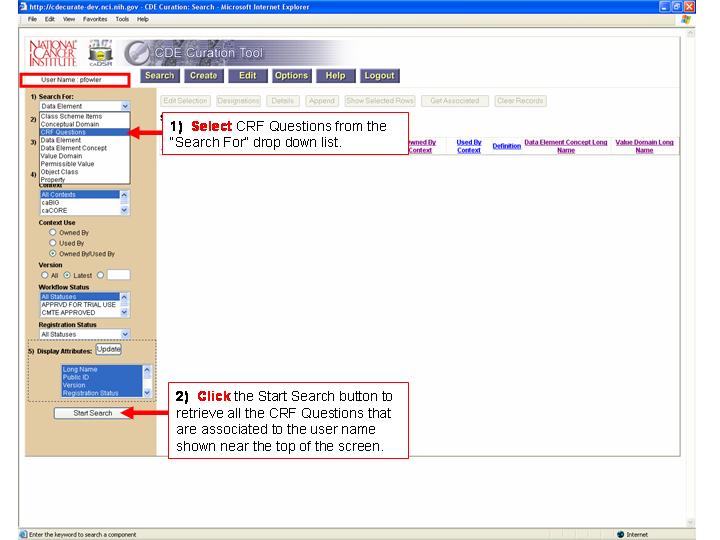 http://cdecurate-dev.nci.nih.gov - CDE Curation: Search - Microsoft Internet Explorer
File Edit View Favorites Tools Help
NATIONAL CANCER INSTITUTE
caDSR
CDE Curation Tool
User Name : pfowler
Search Create Edit Options Help Logout
1) Search For:
Data Element
Edit Selection Designations Details Append Show Selected Rows Get Associated Clear Records
2)
Class Scheme Items
Conceptual Domain
CRF Questions
3)
Data Element
Data Element Concept
Value Domain
Permissible Value
4)
Object Class
Property
1) Select CRF Questions from the
"Search For" drop down list.
Owned By Context
Used By Context
Definition
Data Element Concept Long Name
Value Domain Long Name
Context
All Contexts
caBIG
caCORE
Context Use
Owned By
Used By
Owned By/Used By
Version
All Latest
Workflow Status
All Statuses
APPRVD FOR TRIAL USE
CMTE APPROVED
Registration Status
All Statuses
5) Display Attributes: Update
Long Name
Public ID
Version
Registration Status
Start Search
2) Click the Start Search button to
retrieve all the CRF Questions that
are associated to the user name
shown near the top of the screen.
Enter the keyword to search a component
Internet